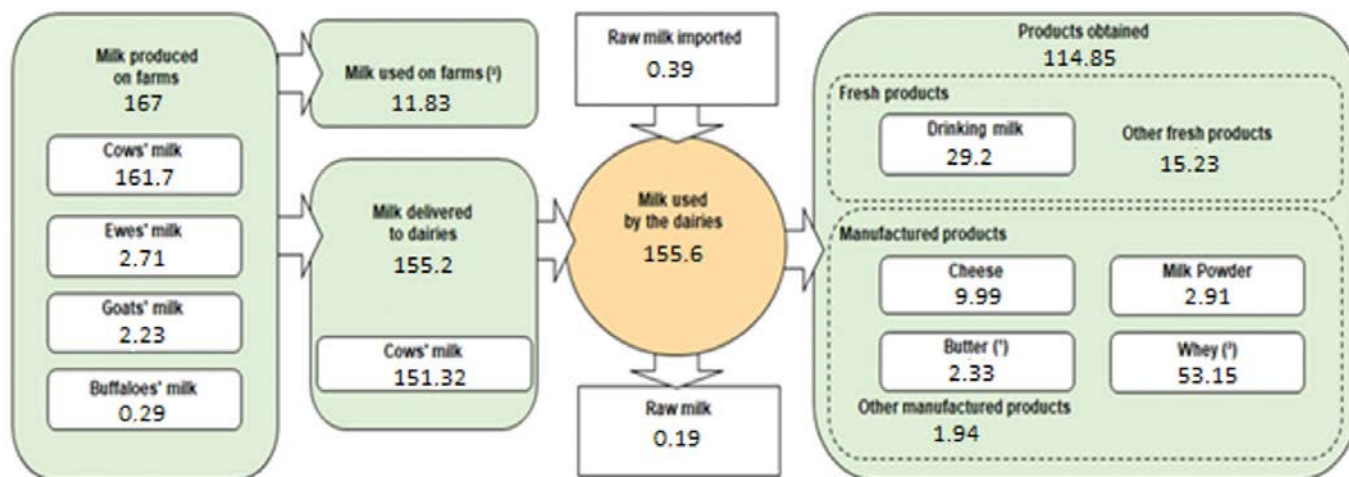 Milk produced
on farms
167
Cows' milk
161.7
Ewes' milk
2.71
Goats' milk
2.23
Buffaloes' milk
0.29
Milk used on farms (²)
11.83
Milk delivered
to dairies
155.2
Cows' milk
151.32
Raw milk imported
0.39
Milk used
by the dairies
155.6
Raw milk
0.19
Products obtained
114.85
Fresh products
Drinking milk
29.2
Other fresh products
15.23
Manufactured products
Cheese
9.99
Milk Powder
2.91
Butter (¹)
2.33
Whey (³)
53.15
Other manufactured products
1.94